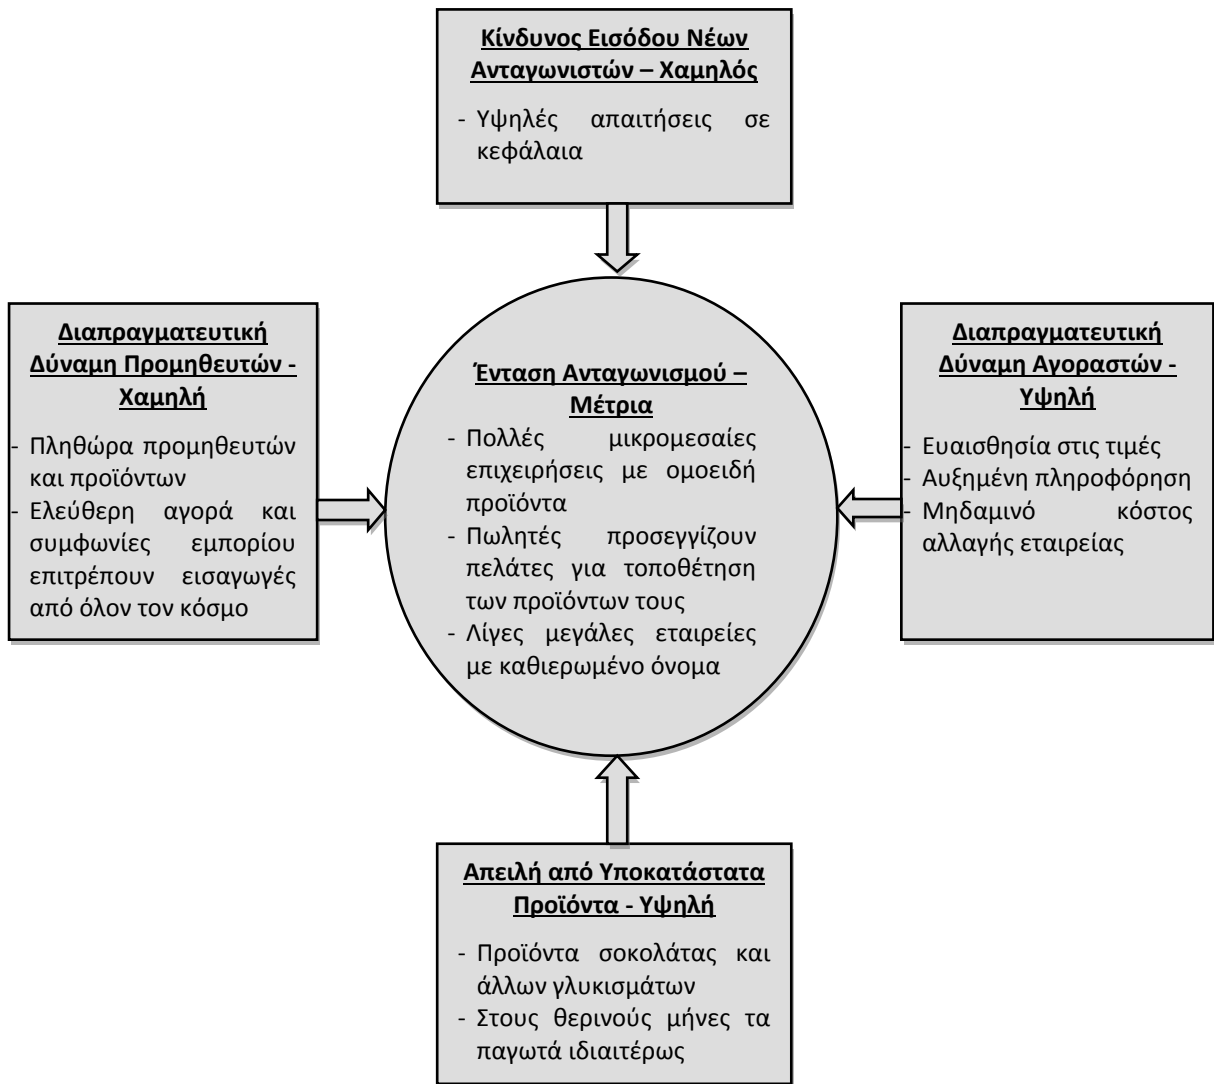 Κίνδυνος Εισόδου Νέων
Ανταγωνιστών – Χαμηλός
- Υψηλές απαιτήσεις σε
κεφάλαια
Διαπραγματευτική
Δύναμη Προμηθευτών -
Χαμηλή
- Πληθώρα προμηθευτών
και προϊόντων
- Ελεύθερη αγορά και
συμφωνίες εμπορίου
επιτρέπουν εισαγωγές
από όλον τον κόσμο
Ένταση Ανταγωνισμού –
Μέτρια
- Πολλές μικρομεσαίες
επιχειρήσεις με ομοειδή
προϊόντα
- Πωλητές προσεγγίζουν
πελάτες για τοποθέτηση
των προϊόντων τους
- Λίγες μεγάλες εταιρείες
με καθιερωμένο όνομα
Διαπραγματευτική
Δύναμη Αγοραστών -
Υψηλή
- Ευαισθησία στις τιμές
- Αυξημένη πληροφόρηση
- Μηδαμινό κόστος
αλλαγής εταιρείας
Απειλή από Υποκατάστατα
Προϊόντα - Υψηλή
- Προϊόντα σοκολάτας και
άλλων γλυκισμάτων
- Στους θερινούς μήνες τα
παγωτά ιδιαιτέρως